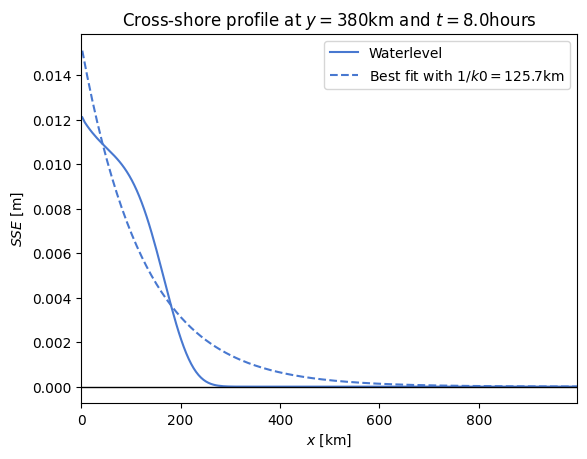 Cross-shore profile at y = 380km and t = 8.0hours
Waterlevel
Best fit with 1/k0 = 125.7km
0.014
0.012
0.010
0.008
0.006
0.004
0.002
0.000
SSE [m]
0 200 400 600 800
x [km]